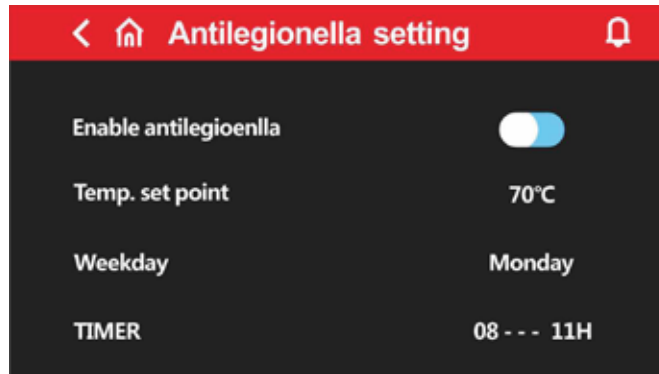 Antilegionella setting
Enable antilegioenlla
Temp. set point 70℃
Weekday Monday
TIMER 08 - - - 11H